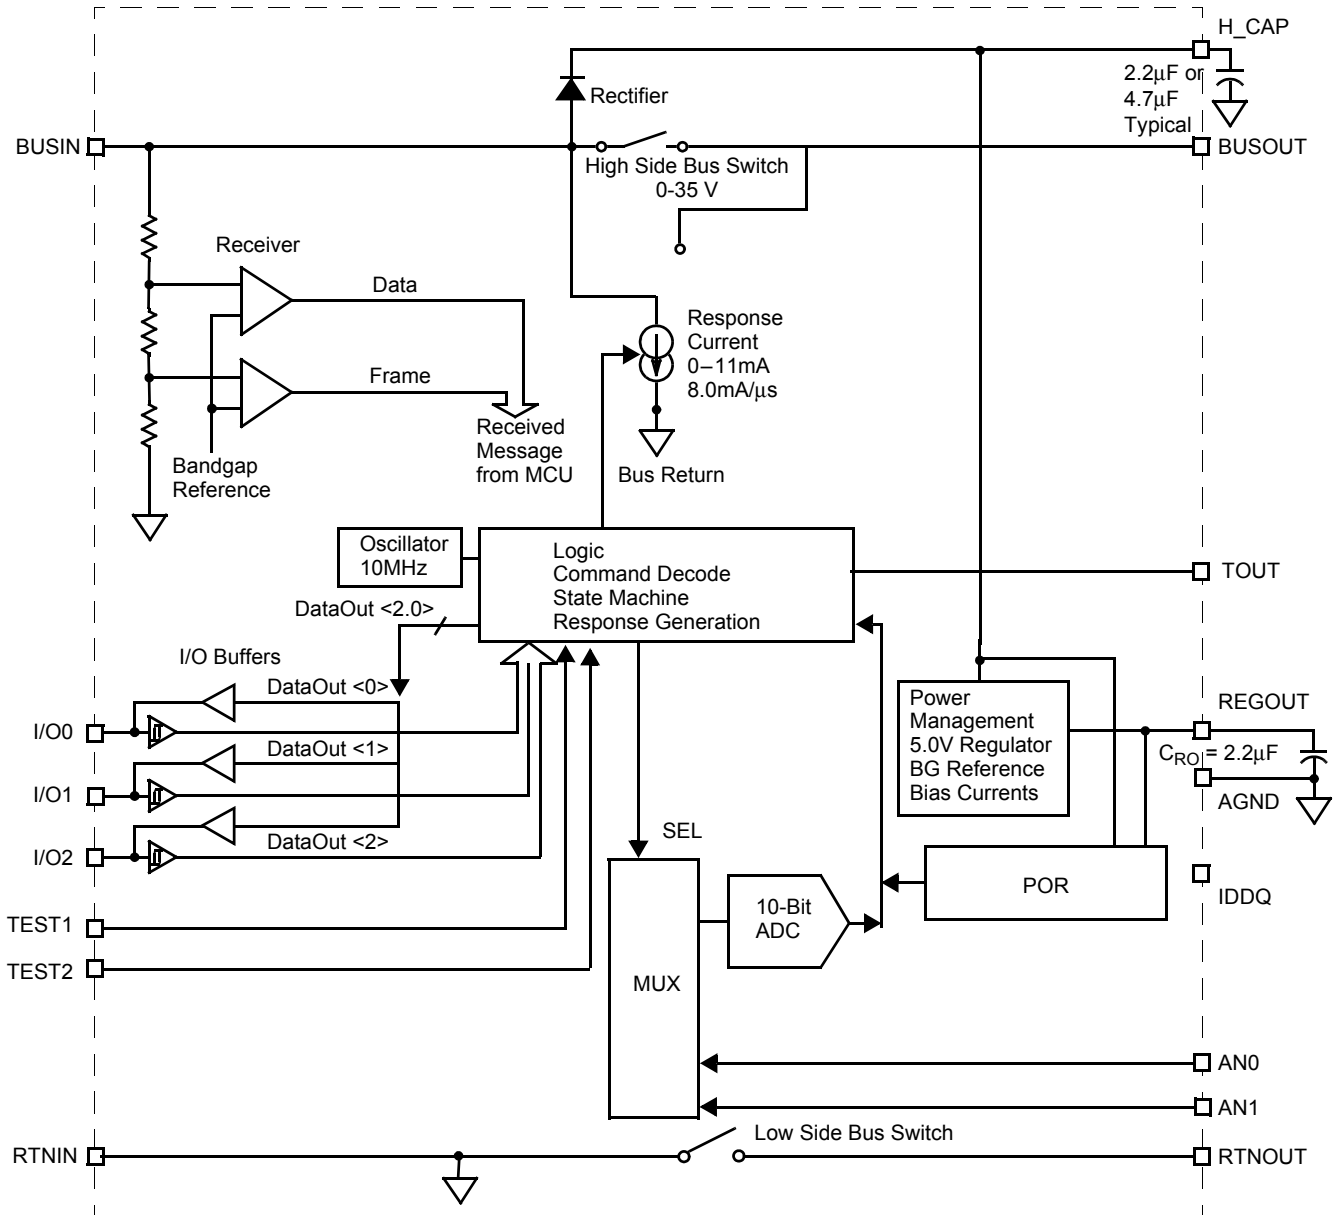 H_CAP
2.2μF or
4.7μF
Typical
Rectifier
BUSIN
BUSOUT
High Side Bus Switch
0-35 V
Receiver
Data
Response
Current
0–11mA
8.0mA/μs
Frame
Received
Message
from MCU
Bandgap
Reference
Bus Return
Oscillator
10MHz
Logic
Command Decode
State Machine
Response Generation
TOUT
DataOut <2.0>
I/O Buffers
DataOut <0>
I/O0
DataOut <1>
I/O1
DataOut <2>
I/O2
Power
Management
5.0V Regulator
BG Reference
Bias Currents
REGOUT
CRO = 2.2μF
AGND
SEL
POR
IDDQ
10-Bit
ADC
TEST1
TEST2
MUX
AN0
AN1
Low Side Bus Switch
RTNIN
RTNOUT